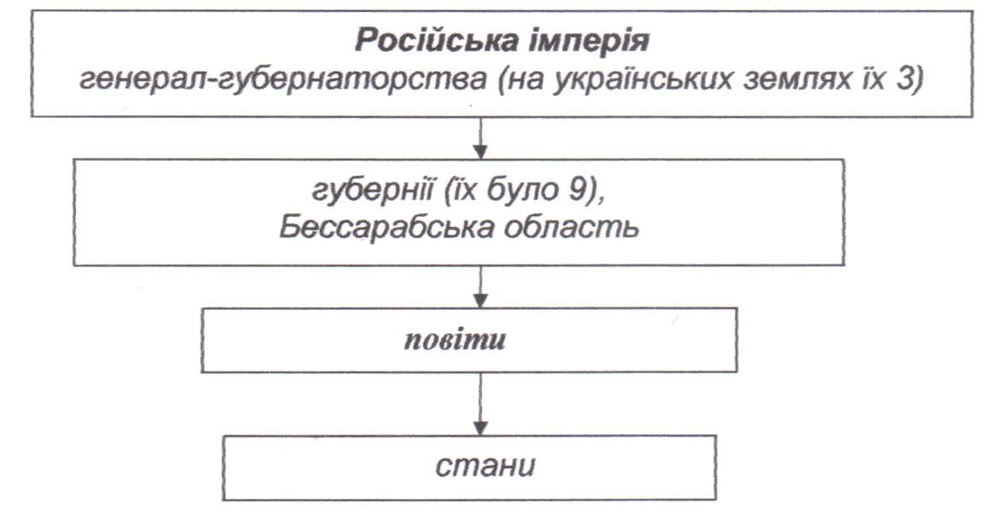 Російська імперія
генерал-губернаторства (на українських землях їх 3)
губернії (їх було 9),
Бессарабська область
повіти
стани